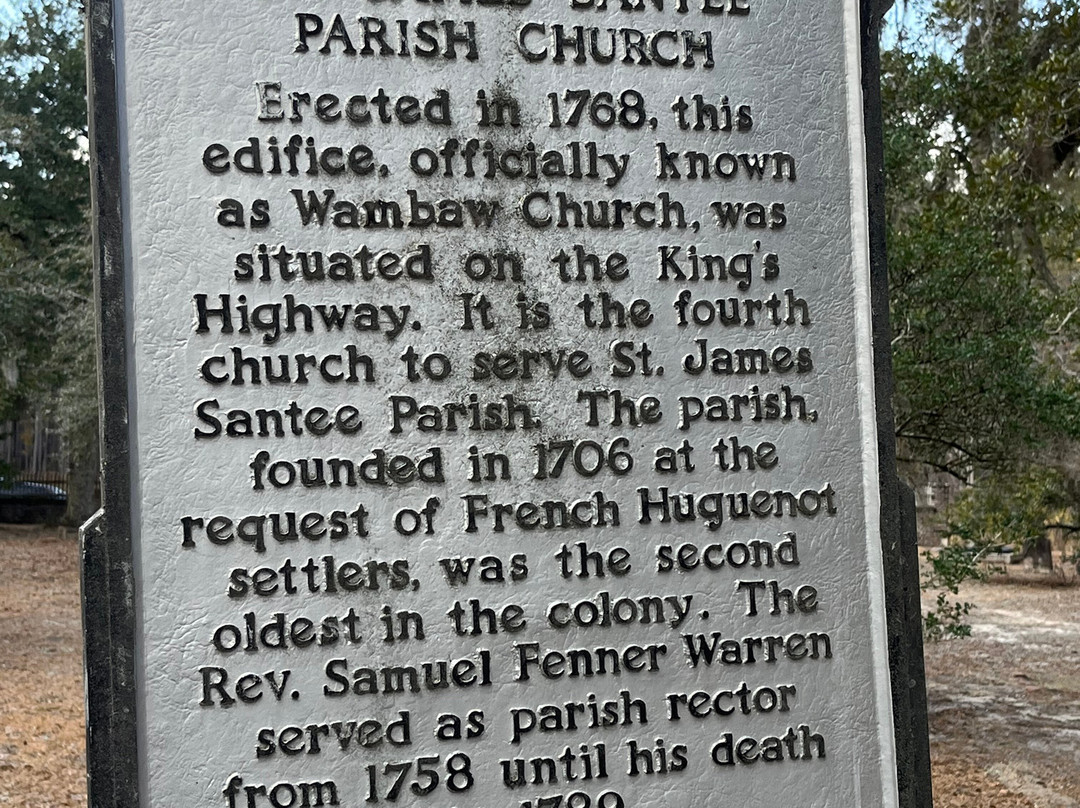 JAMES SANTEE
PARISH CHURCH
Erected in 1768, this
edifice, officially known
as Wambaw Church, was
situated on the King's
Highway. It is the fourth
church to serve St. James
Santee Parish. The parish,
founded in 1706 at the
request of French Huguenot
settlers, was the second
oldest in the colony. The
Rev. Samuel Fenner Warren
served as parish rector
from 1758 until his death